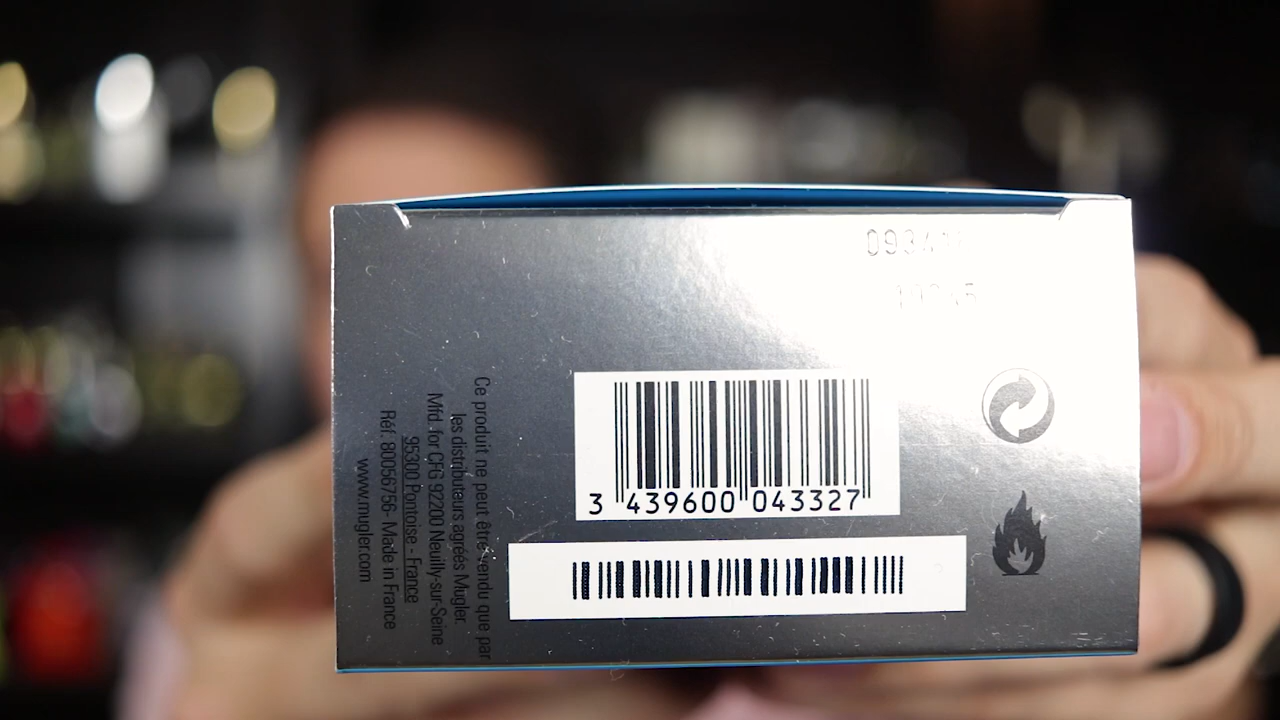 3 439600 043327
Ce produit ne peut être vendu que par
les distributeurs agréés Mugler.
Mfd. for CFG 92200 Neuilly-sur-Seine
95300 Pontoise - France
Réf. 80056756- Made in France
www.mugler.com